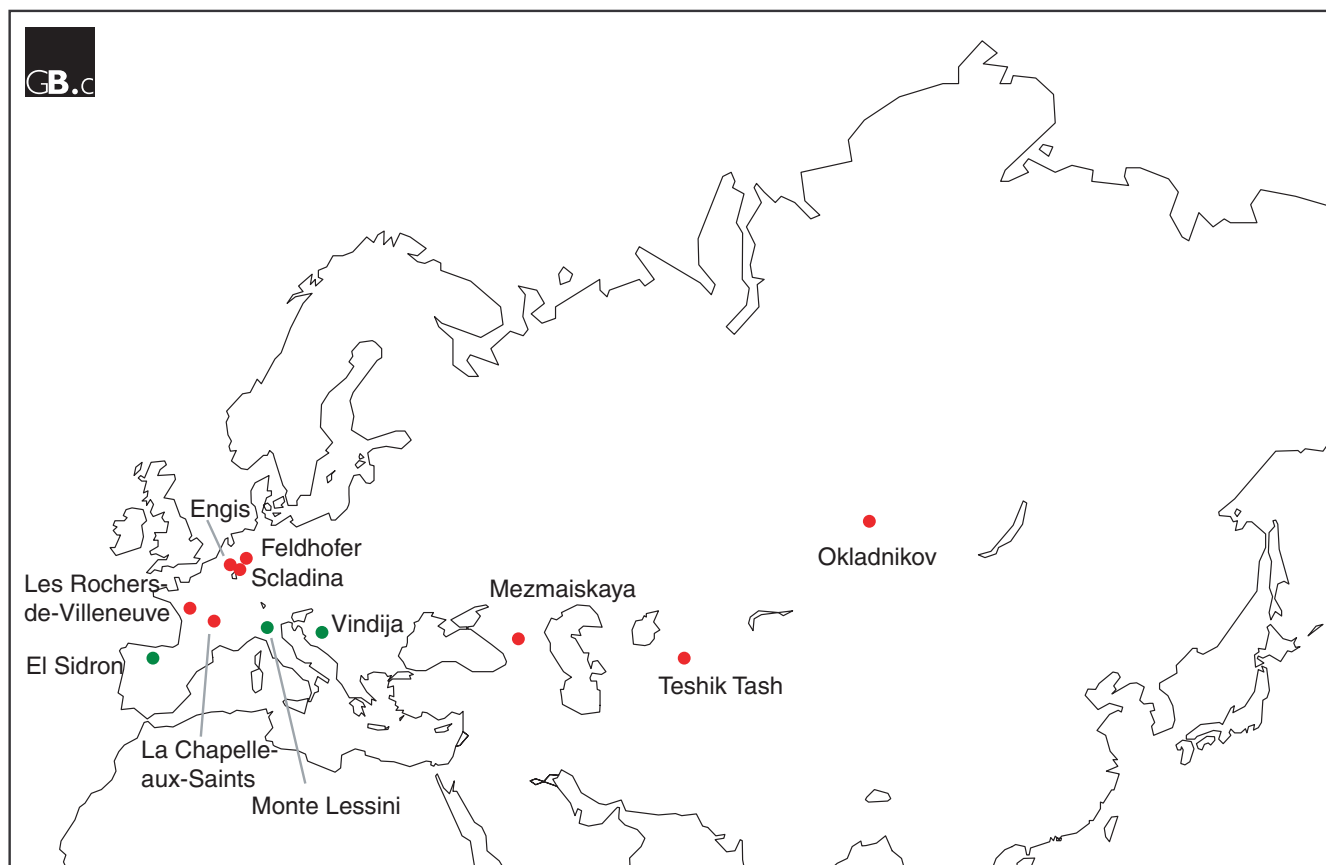 GB.c
Engis
Feldhofer
Scladina
Les Rochers-
de-Villeneuve
Vindija
El Sidron
La Chapelle-
aux-Saints
Monte Lessini
Mezmaiskaya
Teshik Tash
Okladnikov